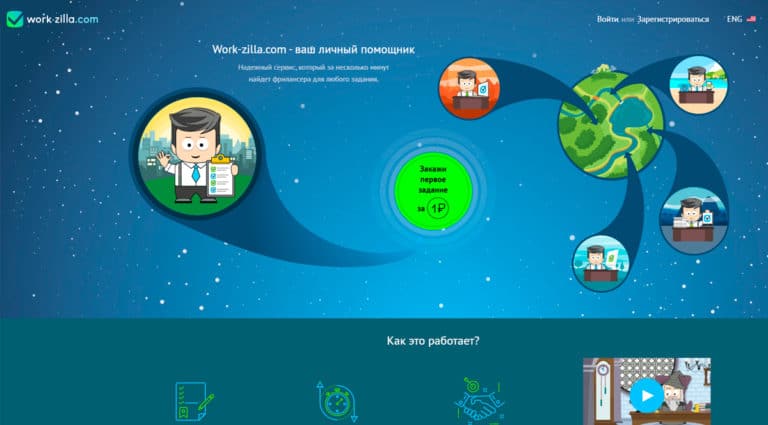 work-zilla.com
Войти или Зарегистрироваться
ENG
Work-zilla.com - ваш личный помощник
Надежный сервис, который за несколько минут
найдет фрилансера для любого задания.
Закажи
первое
задание
за 1₽
Как это работает?